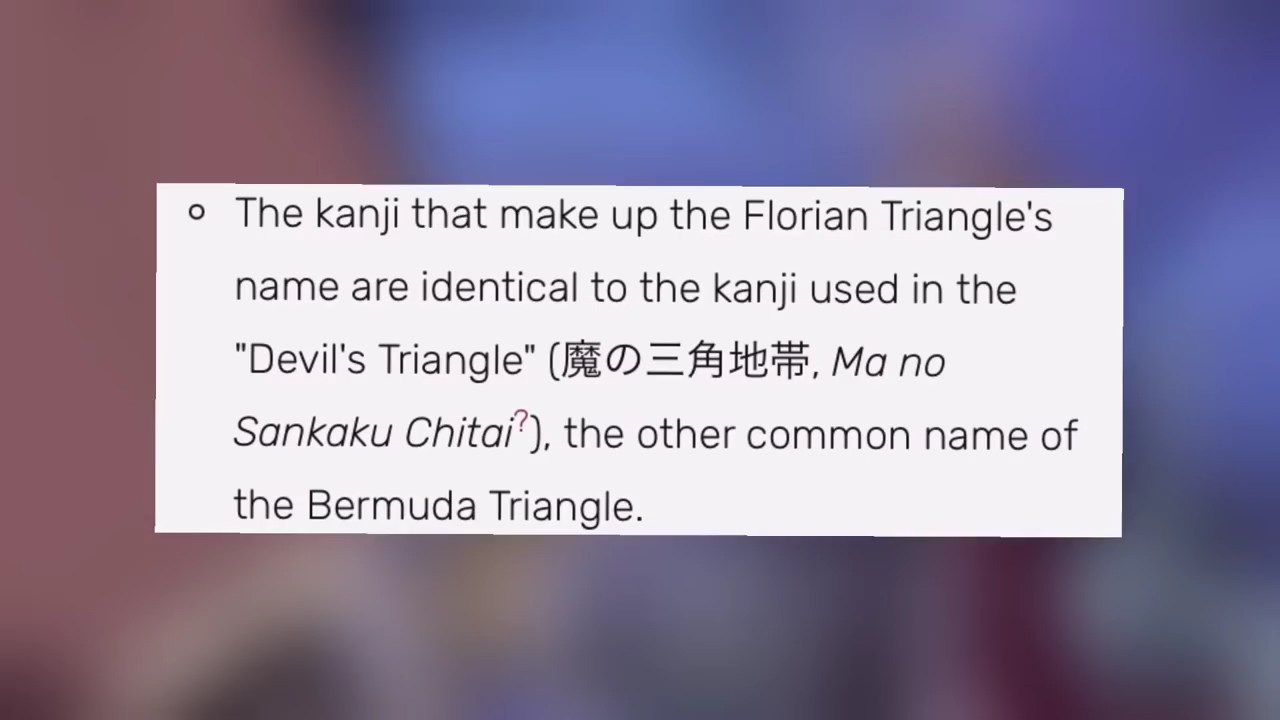 The kanji that make up the Florian Triangle's
name are identical to the kanji used in the
"Devil's Triangle" (魔の三角地帯, Ma no
Sankaku Chitai?), the other common name of
the Bermuda Triangle.